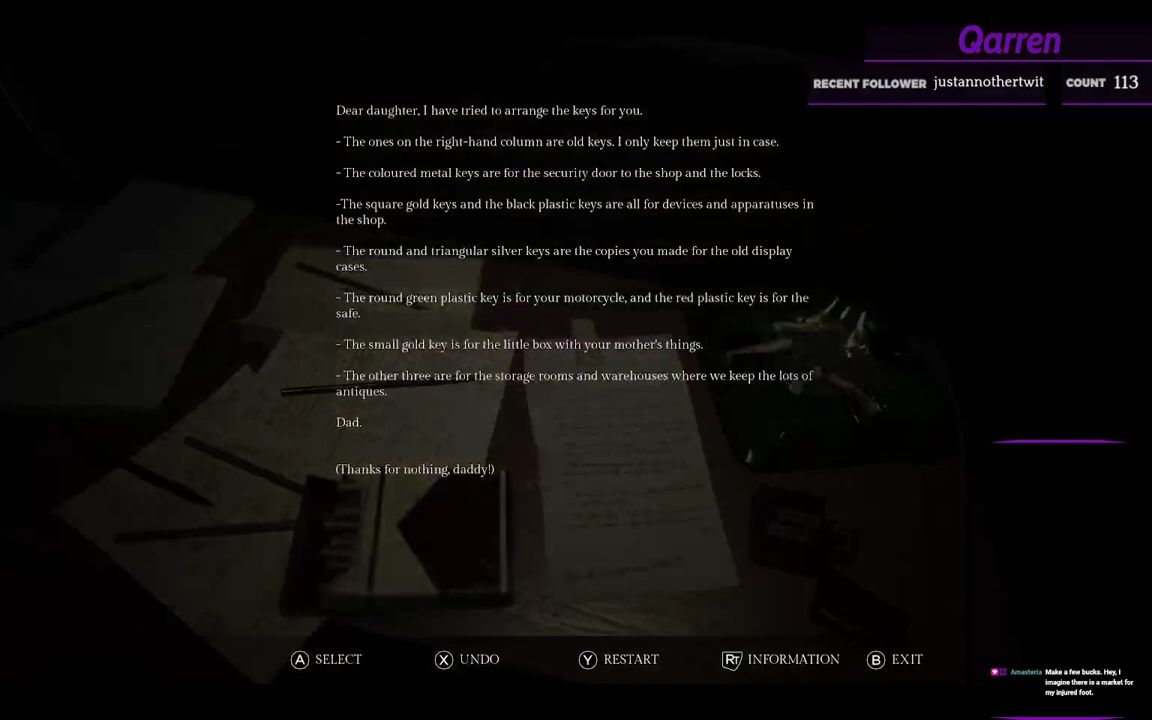 Qarren
RECENT FOLLOWER justannothertwit COUNT 113
Dear daughter, I have tried to arrange the keys for you.
- The ones on the right-hand column are old keys. I only keep them just in case.
- The coloured metal keys are for the security door to the shop and the locks.
-The square gold keys and the black plastic keys are all for devices and apparatuses in
the shop.
- The round and triangular silver keys are the copies you made for the old display
cases.
- The round green plastic key is for your motorcycle, and the red plastic key is for the
safe.
- The small gold key is for the little box with your mother's things.
- The other three are for the storage rooms and warehouses where we keep the lots of
antiques.
Dad.
(Thanks for nothing, daddy!)
A SELECT X UNDO Y RESTART RT INFORMATION B EXIT
Amasteria Make a few bucks. Hey, I
imagine there is a market for
my injured foot.